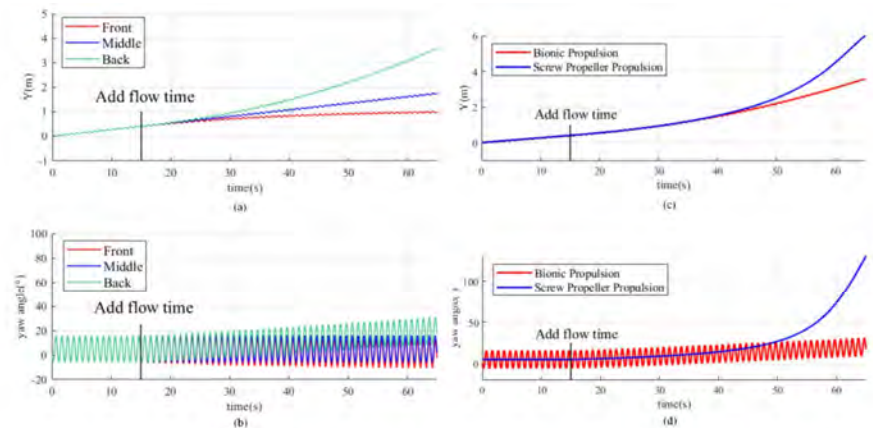 5
4
3
2
1
0
-1
Y(m)
Front
Middle
Back
Add flow time
0 10 20 30 40 50 60
time(s)
(a)
6
4
2
0
Y(m)
Bionic Propulsion
Screw Propeller Propulsion
Add flow time
0 10 20 30 40 50 60
time(s)
(c)
100
80
60
40
20
0
-20
yaw angle(°)
Front
Middle
Back
Add flow time
0 10 20 30 40 50 60
time(s)
(b)
100
50
0
yaw
Bionic Propulsion
Screw Propeller Propulsion
Add flow time
0 10 20 30 40 50 60
time(s)
(d)